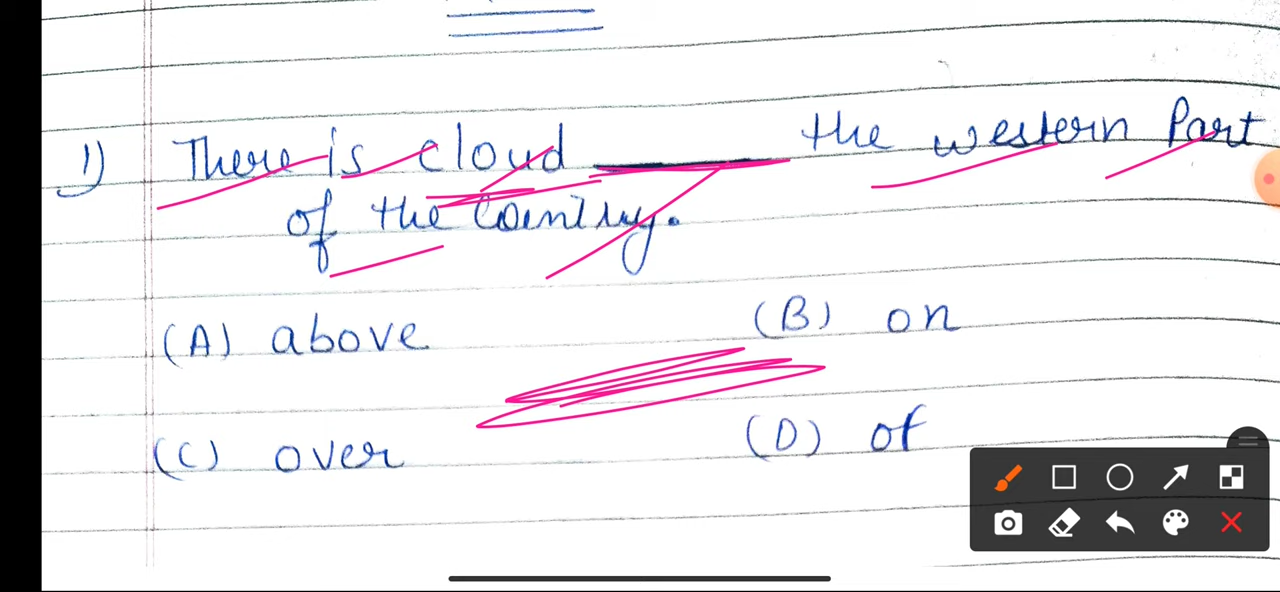 1) There is cloud ______ the western Part
of the Country.
(A) above (B) on
(C) over (D) of